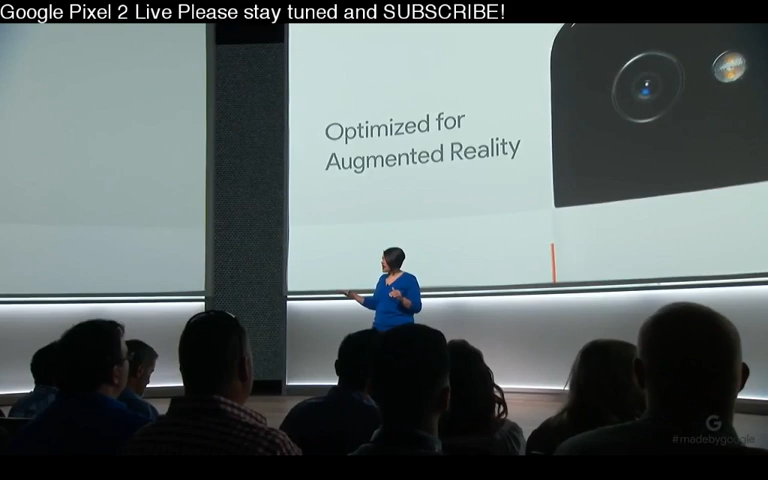 Google Pixel 2 Live Please stay tuned and SUBSCRIBE!
Optimized for
Augmented Reality
G
#madebygoogle